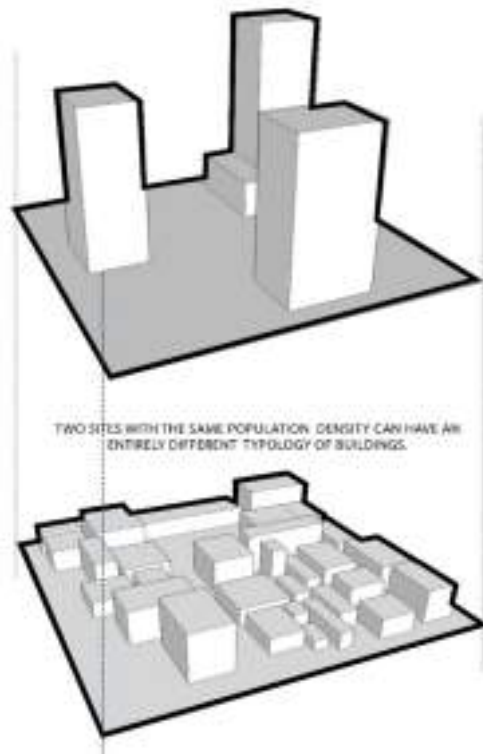 TWO SITES WITH THE SAME POPULATION DENSITY CAN HAVE AN
ENTIRELY DIFFERENT TYPOLOGY OF BUILDINGS.